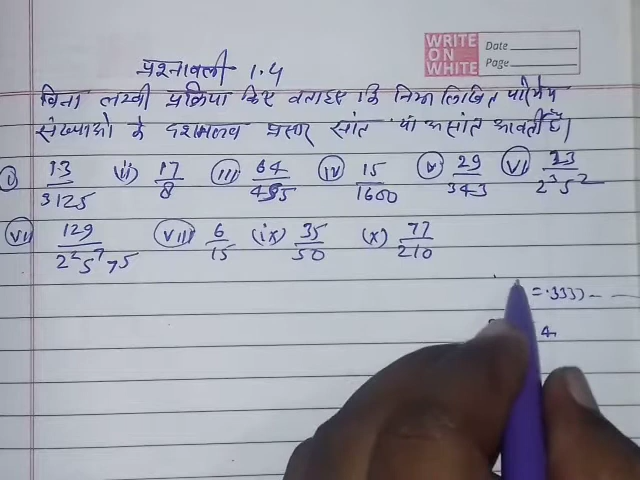 WRITE ON WHITE
Date
Page
प्रश्नावली 1.4
बिना लम्बी प्रक्रिया किए बताइए कि निम्न लिखित परिमेय
संख्याओ के दशमलव प्रसार सांत या असांत आवर्ती हैं।
(i) 13/3125 (ii) 17/8 (iii) 64/455 (iv) 15/1600 (v) 29/343 (vi) 23/2³5²
(vii) 129/2²5⁷7⁵ (viii) 6/15 (ix) 35/50 (x) 77/210
= .3333- -
4